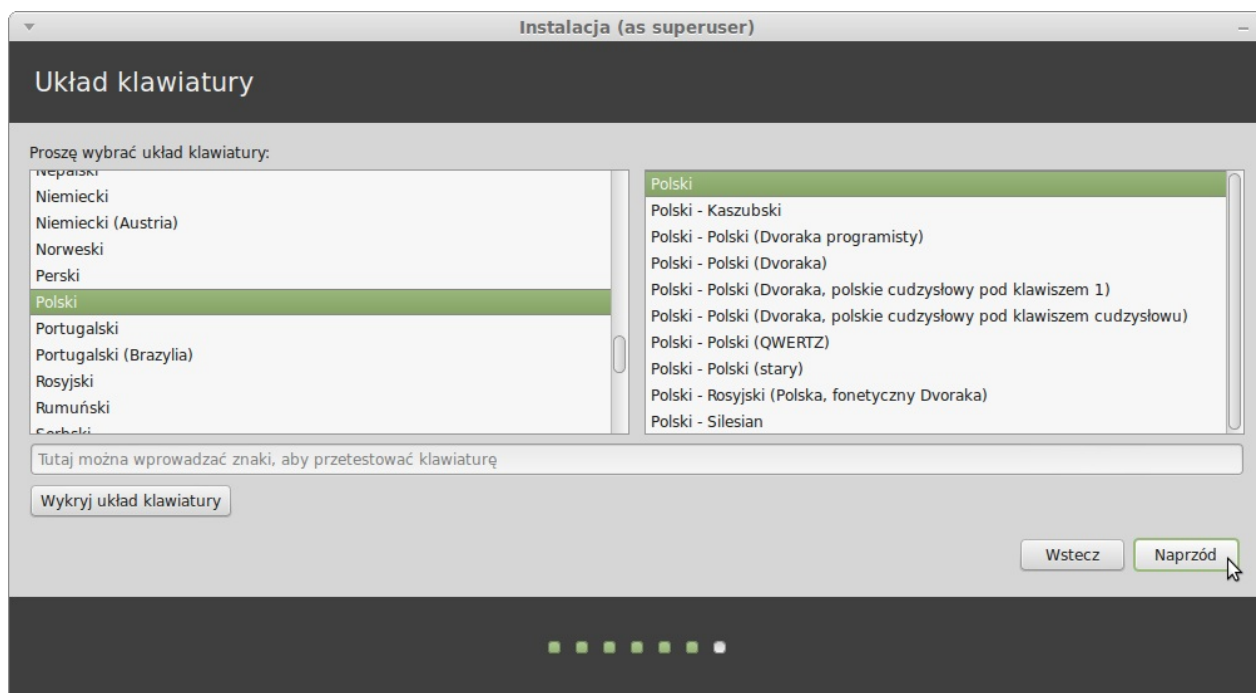 Instalacja (as superuser)
Układ klawiatury
Proszę wybrać układ klawiatury:
Nepalski
Niemiecki
Niemiecki (Austria)
Norweski
Perski
Polski
Portugalski
Portugalski (Brazylia)
Rosyjski
Rumuński
Serbski
Polski
Polski - Kaszubski
Polski - Polski (Dvoraka programisty)
Polski - Polski (Dvoraka)
Polski - Polski (Dvoraka, polskie cudzysłowy pod klawiszem 1)
Polski - Polski (Dvoraka, polskie cudzysłowy pod klawiszem cudzysłowu)
Polski - Polski (QWERTZ)
Polski - Polski (stary)
Polski - Rosyjski (Polska, fonetyczny Dvoraka)
Polski - Silesian
Tutaj można wprowadzać znaki, aby przetestować klawiaturę
Wykryj układ klawiatury
Wstecz
Naprzód